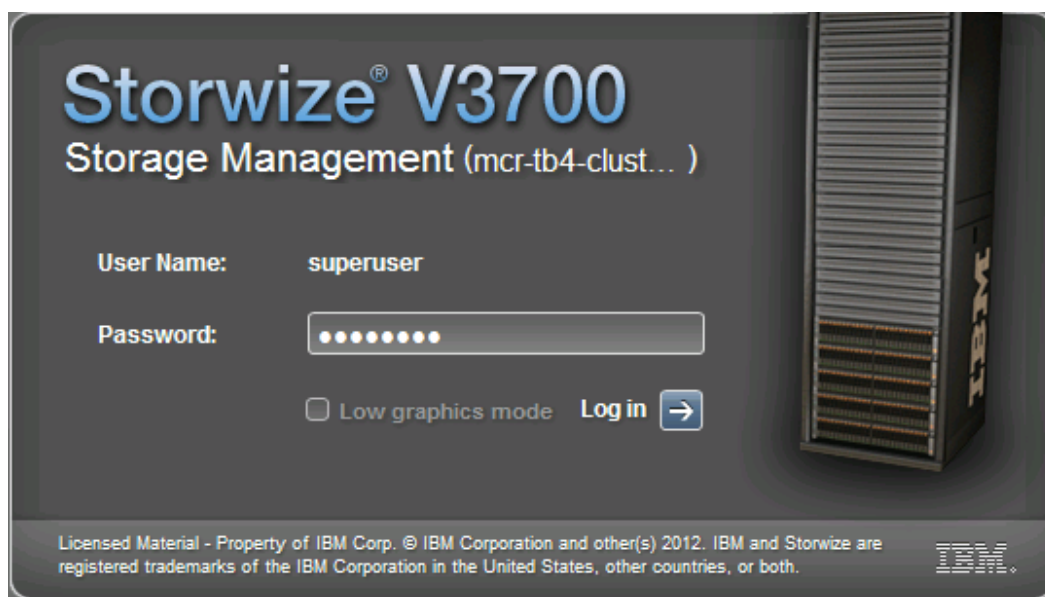 Storwize® V3700
Storage Management (mcr-tb4-clust... )
User Name: superuser
Password: ••••••••
Low graphics mode Log in
Licensed Material - Property of IBM Corp. © IBM Corporation and other(s) 2012. IBM and Storwize are
registered trademarks of the IBM Corporation in the United States, other countries, or both.
IBM.
IBM